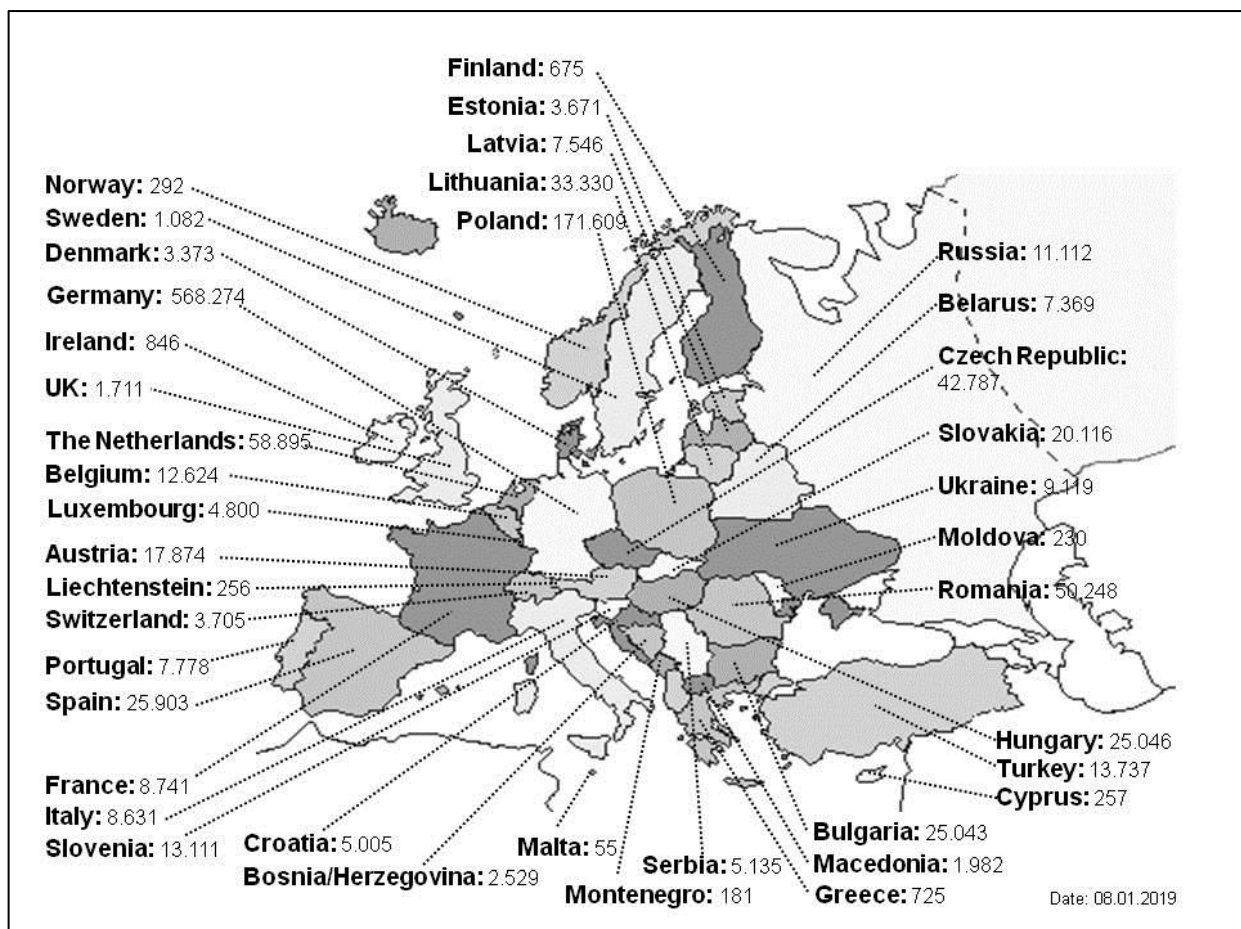 Finland: 675
Estonia: 3.671
Latvia: 7.546
Lithuania: 33.330
Poland: 171.609
Norway: 292
Sweden: 1.082
Denmark: 3.373
Germany: 568.274
Ireland: 846
UK: 1.711
The Netherlands: 58.895
Belgium: 12.624
Luxembourg: 4.800
Austria: 17.874
Liechtenstein: 256
Switzerland: 3.705
Portugal: 7.778
Spain: 25.903
France: 8.741
Italy: 8.631
Slovenia: 13.111
Croatia: 5.005
Bosnia/Herzegovina: 2.529
Malta: 55
Montenegro: 181
Serbia: 5.135
Russia: 11.112
Belarus: 7.369
Czech Republic:
42.787
Slovakia: 20.116
Ukraine: 9.119
Moldova: 230
Romania: 50.248
Hungary: 25.046
Turkey: 13.737
Cyprus: 257
Bulgaria: 25.043
Macedonia: 1.982
Greece: 725
Date: 08.01.2019